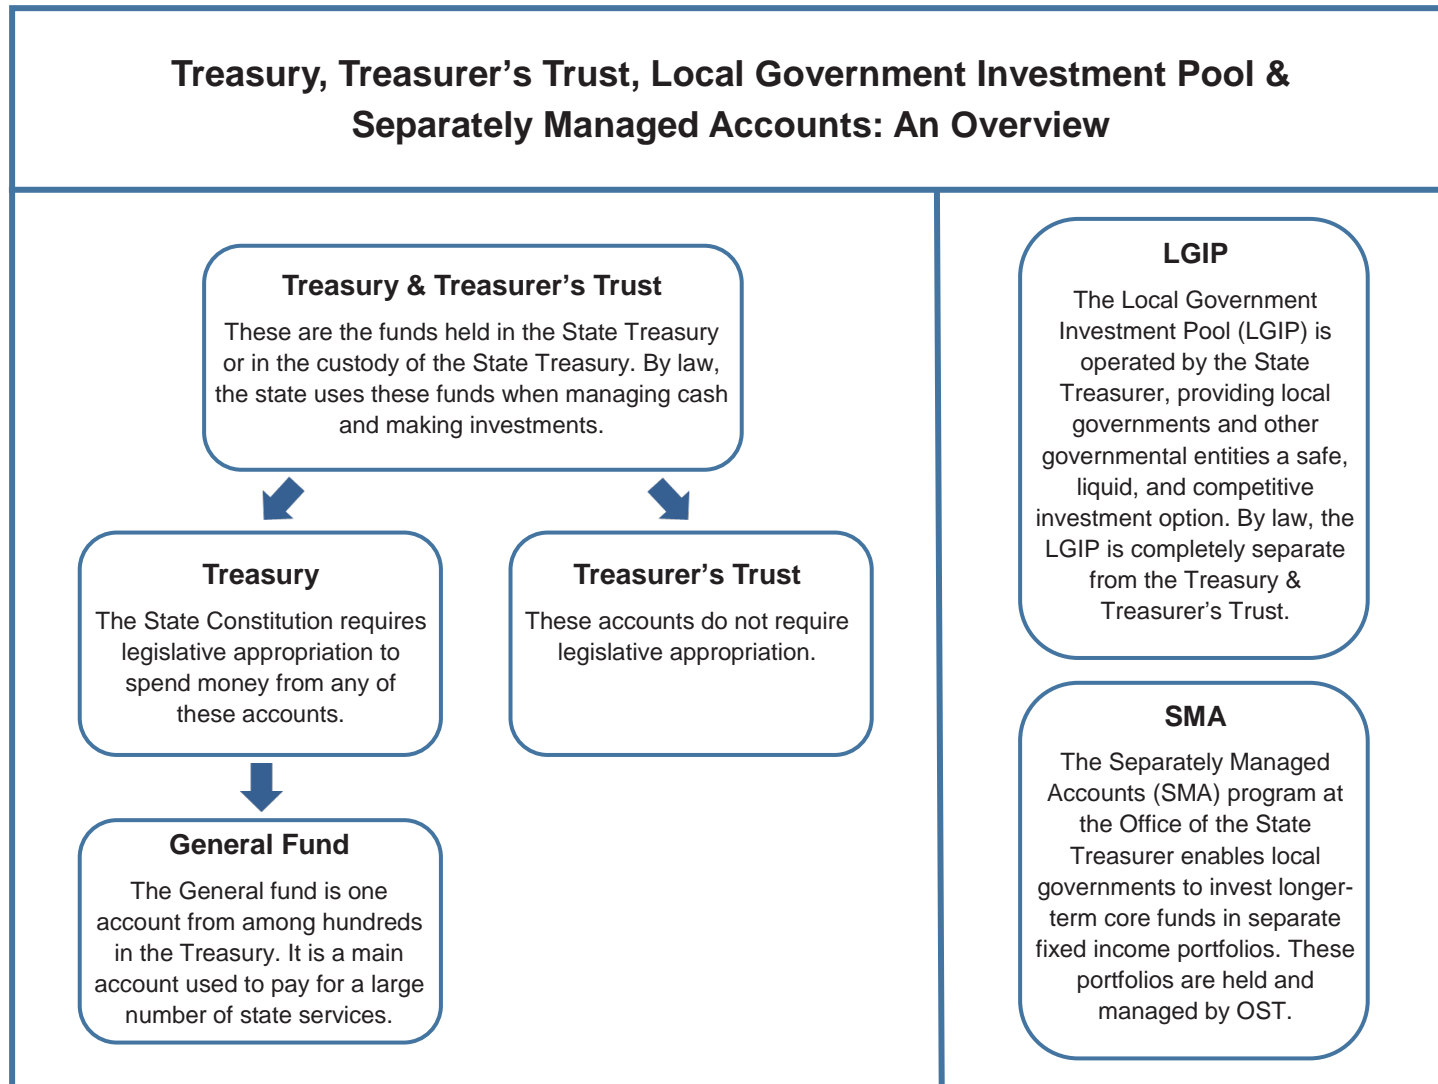 Treasury, Treasurer’s Trust, Local Government Investment Pool &
Separately Managed Accounts: An Overview
Treasury & Treasurer’s Trust
These are the funds held in the State Treasury
or in the custody of the State Treasury. By law,
the state uses these funds when managing cash
and making investments.
Treasury
The State Constitution requires
legislative appropriation to
spend money from any of
these accounts.
Treasurer’s Trust
These accounts do not require
legislative appropriation.
General Fund
The General fund is one
account from among hundreds
in the Treasury. It is a main
account used to pay for a large
number of state services.
LGIP
The Local Government
Investment Pool (LGIP) is
operated by the State
Treasurer, providing local
governments and other
governmental entities a safe,
liquid, and competitive
investment option. By law, the
LGIP is completely separate
from the Treasury &
Treasurer’s Trust.
SMA
The Separately Managed
Accounts (SMA) program at
the Office of the State
Treasurer enables local
governments to invest longer-
term core funds in separate
fixed income portfolios. These
portfolios are held and
managed by OST.